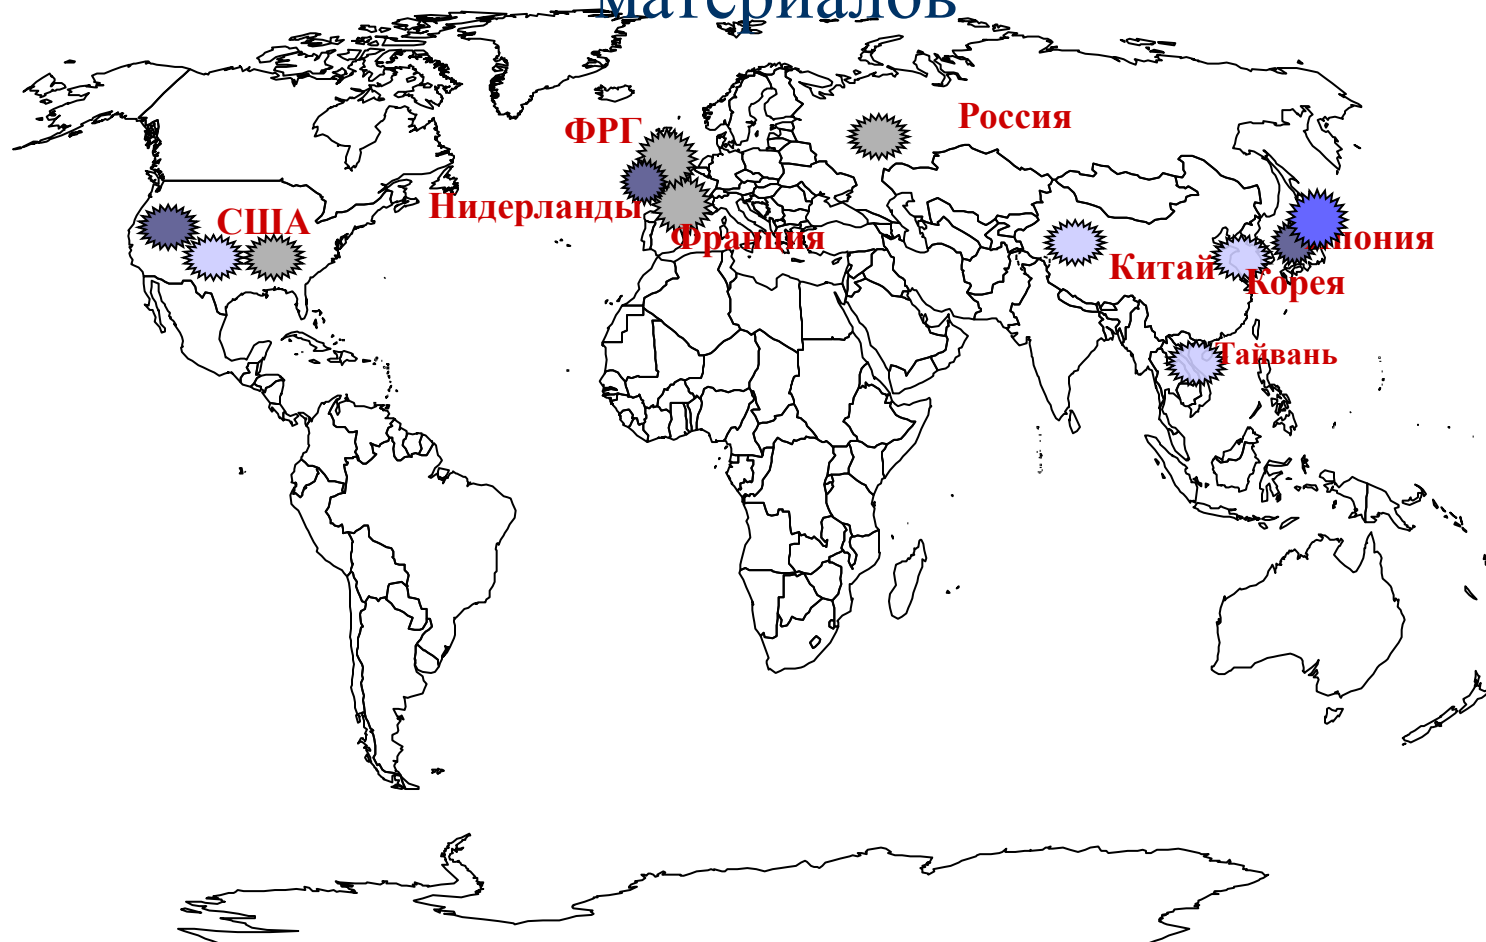 материалов
Россия
ФРГ
Нидерланды
США
Франция
Япония
Китай
Корея
Тайвань